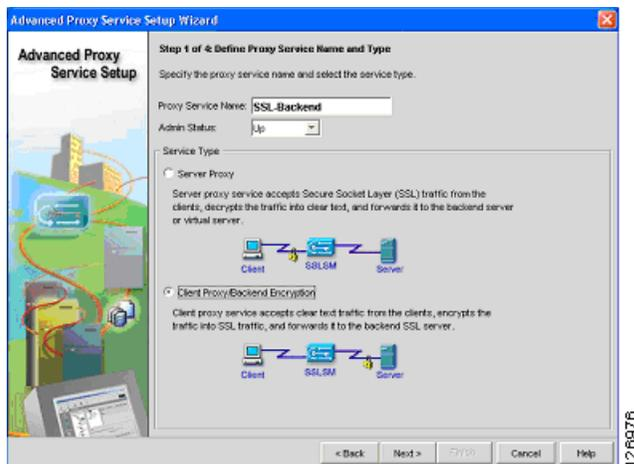 Advanced Proxy Service Setup Wizard
Advanced Proxy
Service Setup
Step 1 of 4: Define Proxy Service Name and Type
Specify the proxy service name and select the service type.
Proxy Service Name: SSL-Backend
Admin Status: Up
Service Type
Server Proxy
Server proxy service accepts Secure Socket Layer (SSL) traffic from the
clients, decrypts the traffic into clear text, and forwards it to the backend server
or virtual server.
Client SSLSM Server
Client Proxy/Backend Encryption
Client proxy service accepts clear text traffic from the clients, encrypts the
traffic into SSL traffic, and forwards it to the backend SSL server.
Client SSLSM Server
< Back Next > Finish Cancel Help
126976